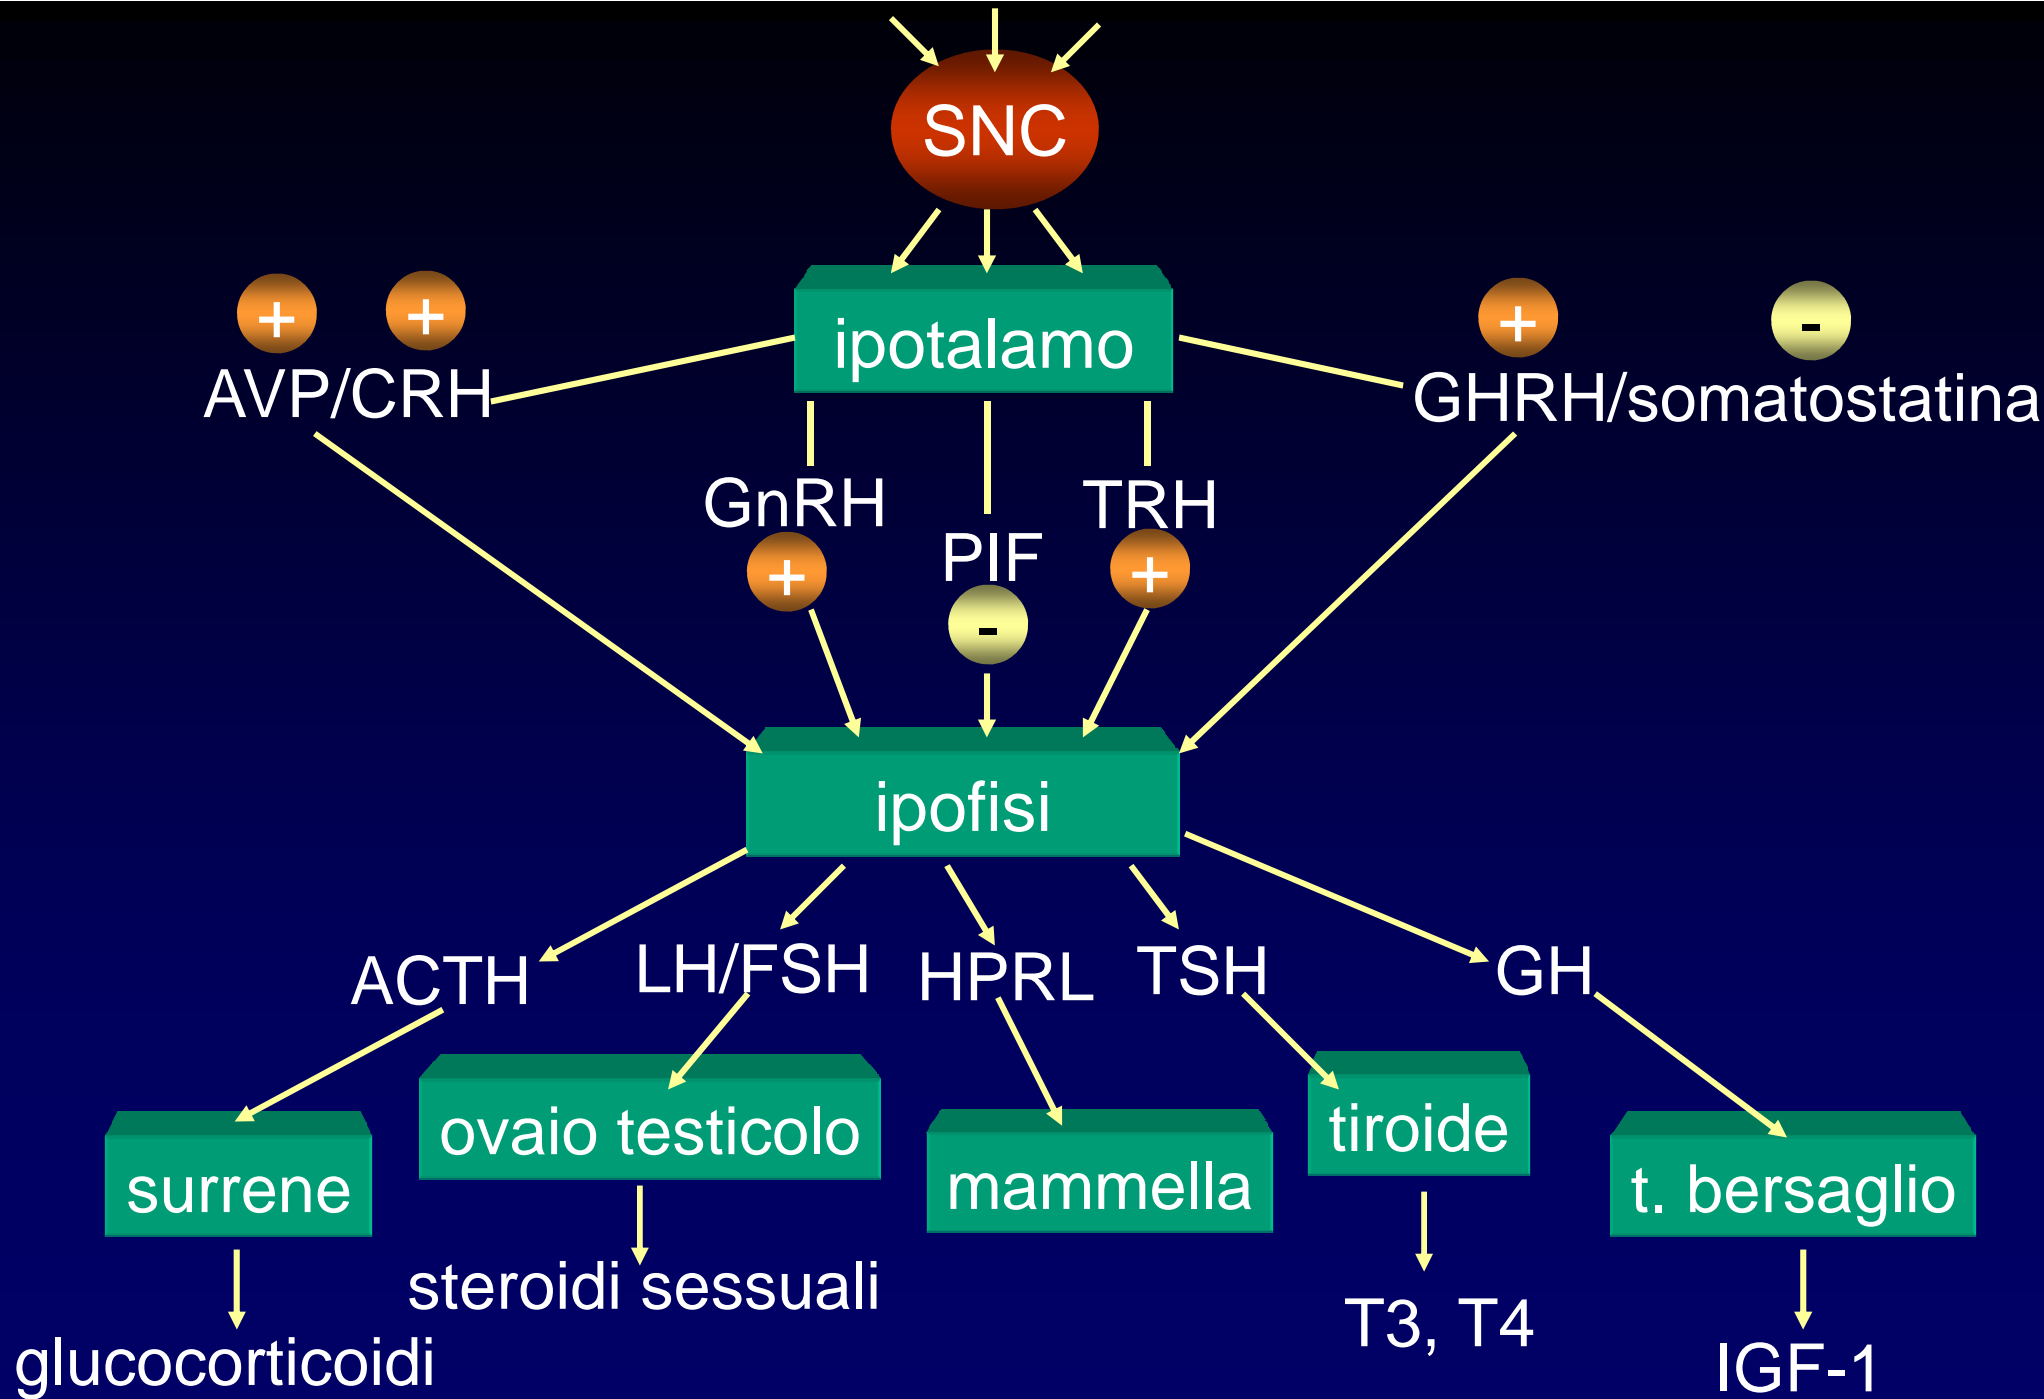 SNC
+ +
ipotalamo
+ -
AVP/CRH
GHRH/somatostatina
GnRH
PIF
TRH
+
-
+
ipofisi
ACTH
LH/FSH
HPRL
TSH
GH
surrene
ovaio testicolo
mammella
tiroide
t. bersaglio
glucocorticoidi
steroidi sessuali
T3, T4
IGF-1